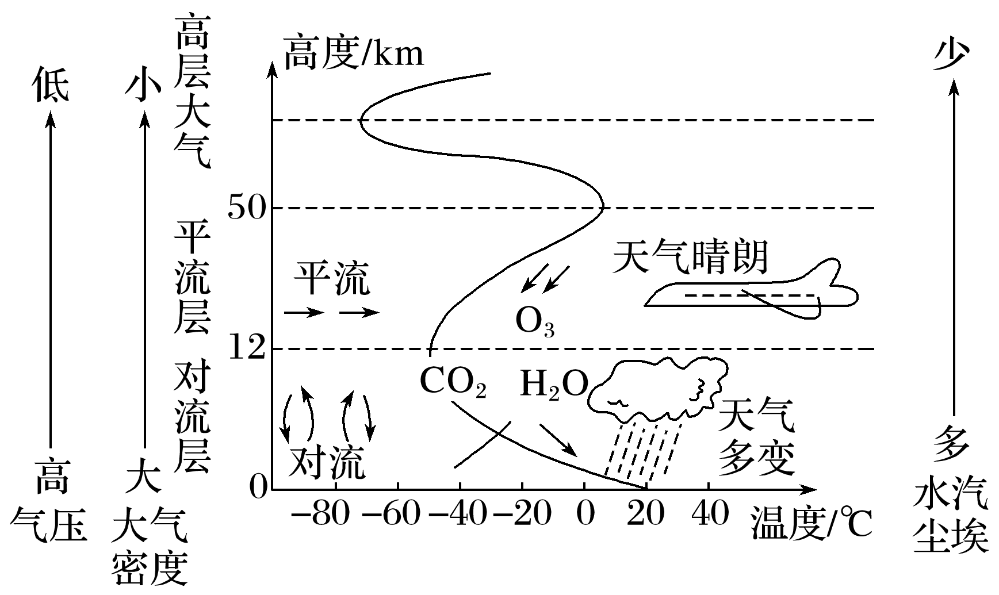 低
高
气压
小
大
大气
密度
高层大气
平流层
对流层
高度/km
50
12
0
平流
O₃
天气晴朗
CO₂
H₂O
对流
天气
多变
−80 −60 −40 −20 0 20 40
温度/℃
少
多
水汽
尘埃